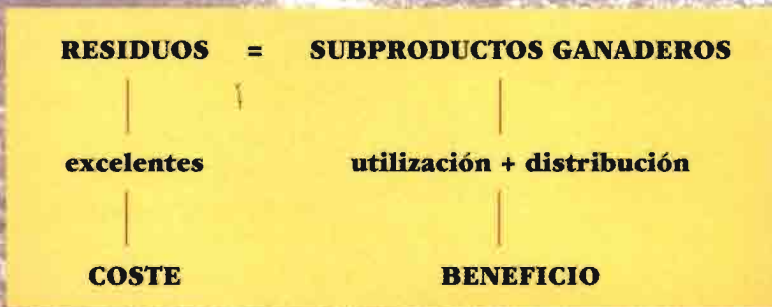 RESIDUOS = SUBPRODUCTOS GANADEROS
excelentes utilización + distribución
COSTE BENEFICIO